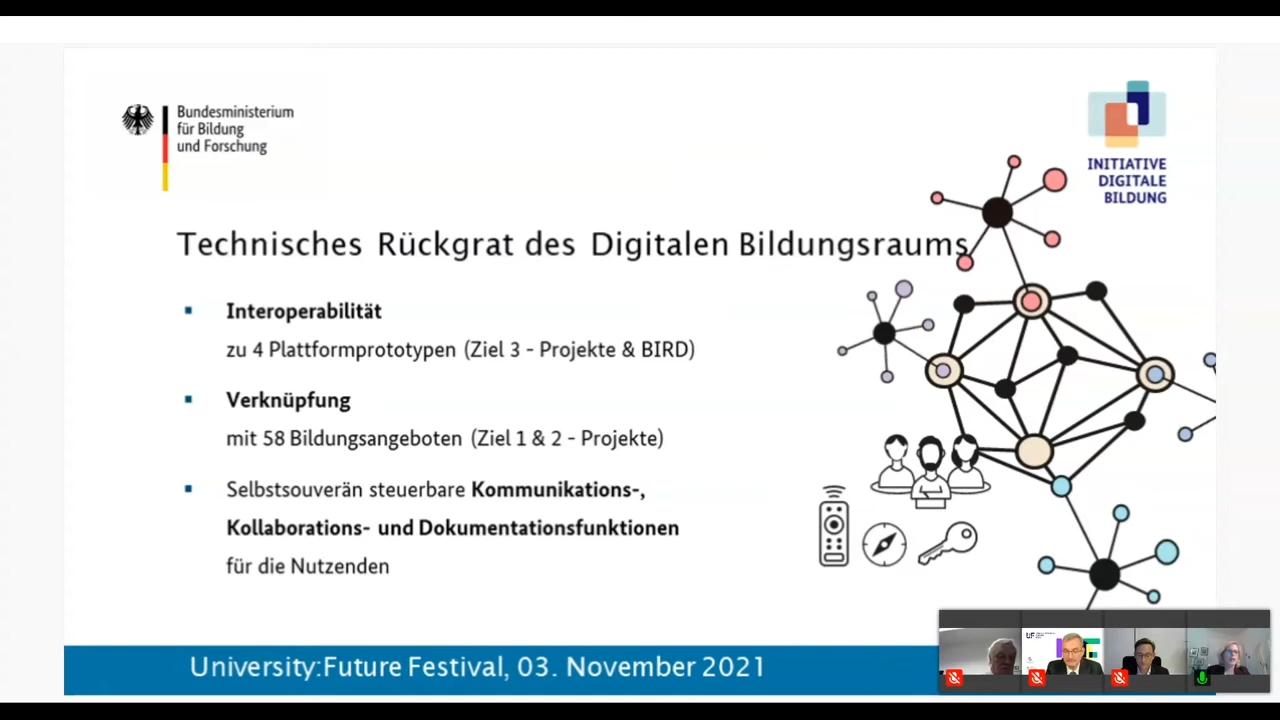 Bundesministerium
für Bildung
und Forschung
INITIATIVE
DIGITALE
BILDUNG
Technisches Rückgrat des Digitalen Bildungsraums
Interoperabilität
zu 4 Plattformprototypen (Ziel 3 - Projekte & BIRD)
Verknüpfung
mit 58 Bildungsangeboten (Ziel 1 & 2 - Projekte)
Selbstsouverän steuerbare Kommunikations-,
Kollaborations- und Dokumentationsfunktionen
für die Nutzenden
University:Future Festival, 03. November 2021